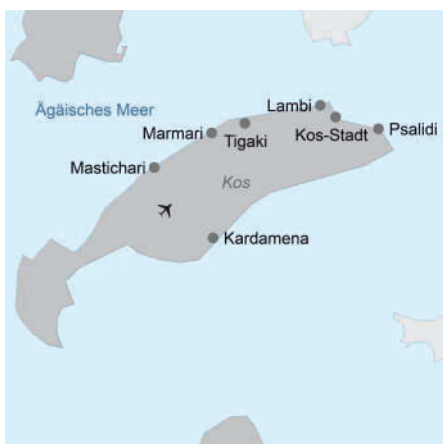 Ägäisches Meer
Lambi
Marmari
Tigaki
Kos-Stadt
Psalidi
Mastichari
Kos
Kardamena